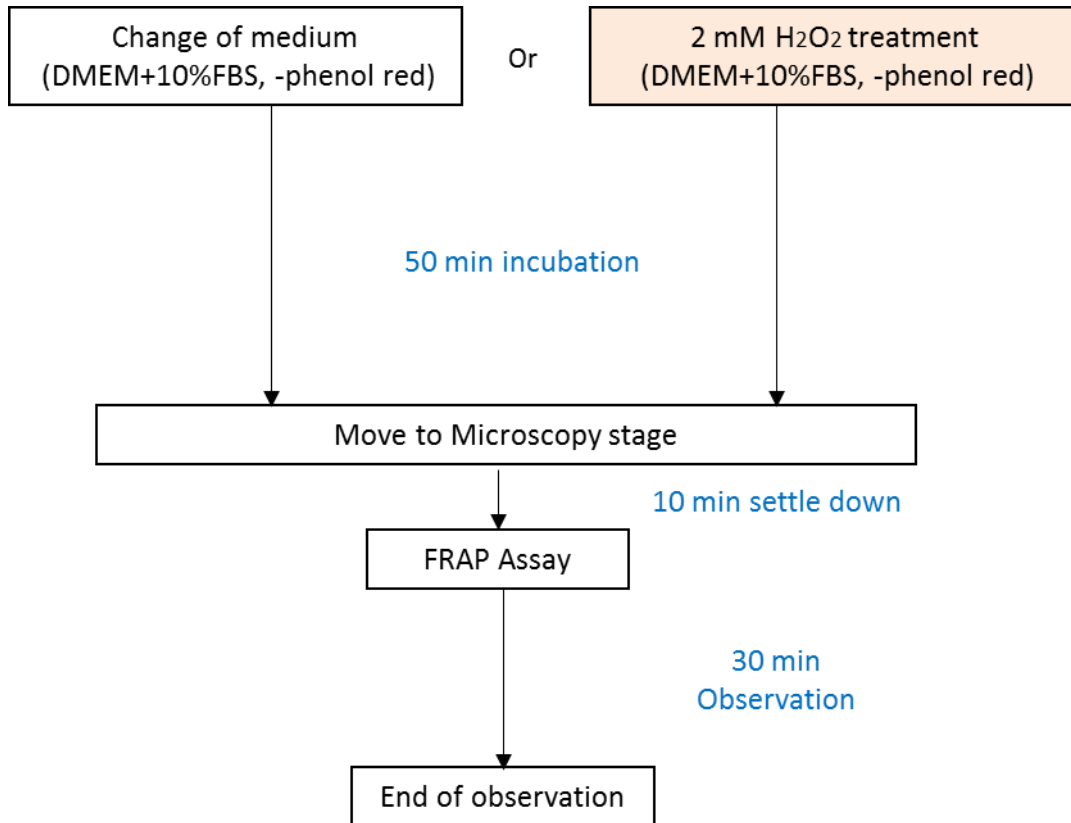 Change of medium
(DMEM+10%FBS, -phenol red)
Or
2 mM H2O2 treatment
(DMEM+10%FBS, -phenol red)
50 min incubation
Move to Microscopy stage
10 min settle down
FRAP Assay
30 min
Observation
End of observation